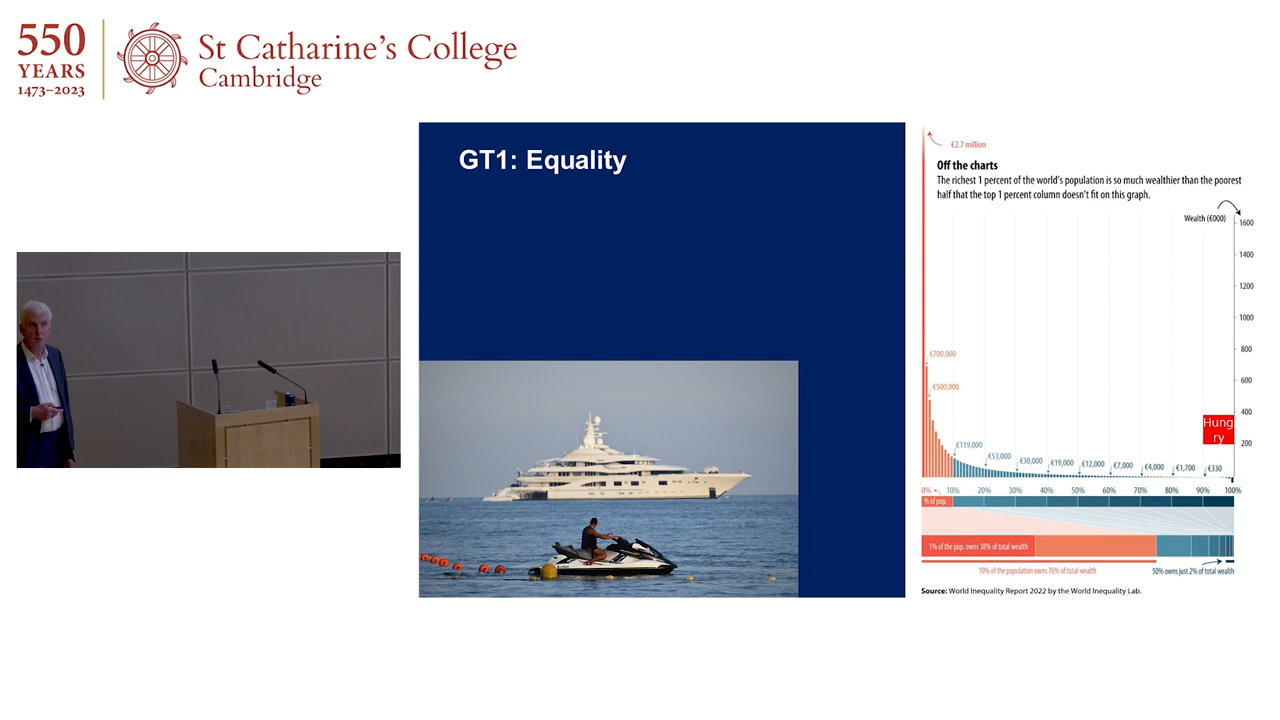 550
YEARS
1473–2023
St Catharine's College
Cambridge
GT1: Equality
€2.7 million
Off the charts
The richest 1 percent of the world's population is so much wealthier than the poorest
half that the top 1 percent column doesn't fit on this graph.
Wealth (€000)
1600
1400
1200
1000
800
600
400
200
€700,000
€500,000
Hung
ry
€119,000
€53,000
€30,000
€19,000
€12,000
€7,000
€4,000
€1,700
€330
0%
10%
20%
30%
40%
50%
60%
70%
80%
90%
100%
% of pop.
1% of the pop. owns 38% of total wealth
10% of the population owns 76% of total wealth
50% owns just 2% of total wealth
Source: World Inequality Report 2022 by the World Inequality Lab.